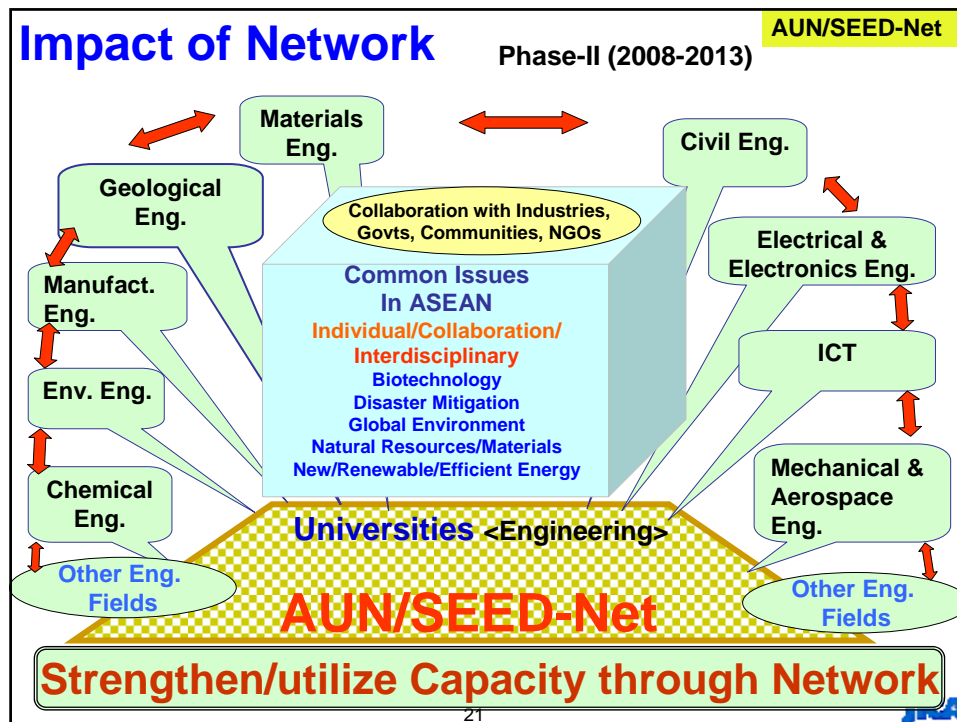 Impact of Network
Phase-II (2008-2013)
AUN/SEED-Net
Materials
Eng.
Civil Eng.
Geological
Eng.
Collaboration with Industries,
Govts, Communities, NGOs
Electrical &
Electronics Eng.
Manufact.
Eng.
Common Issues
In ASEAN
Individual/Collaboration/
Interdisciplinary
Biotechnology
Disaster Mitigation
Global Environment
Natural Resources/Materials
New/Renewable/Efficient Energy
ICT
Env. Eng.
Chemical
Eng.
Mechanical &
Aerospace
Eng.
Universities <Engineering>
Other Eng.
Fields
AUN/SEED-Net
Other Eng.
Fields
Strengthen/utilize Capacity through Network
21